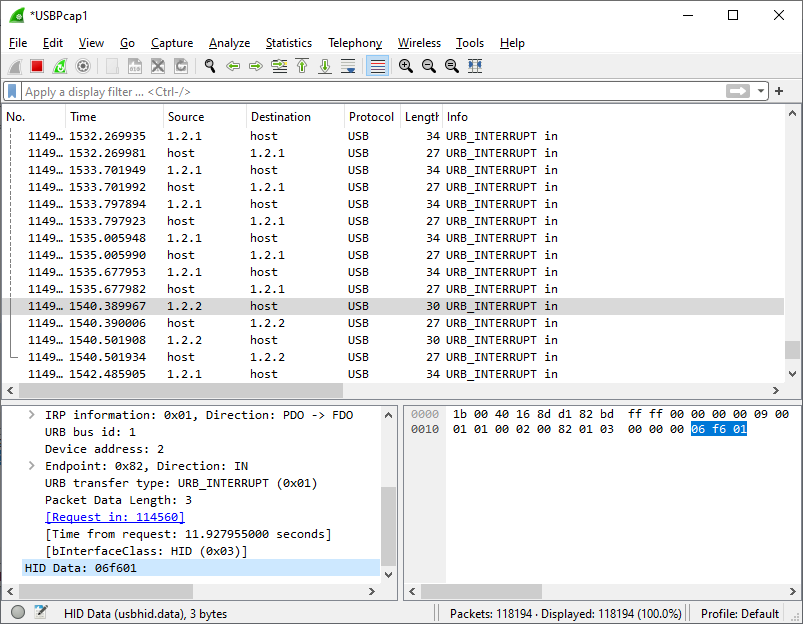 *USBPcap1
File Edit View Go Capture Analyze Statistics Telephony Wireless Tools Help
Apply a display filter ... <Ctrl-/>
No. Time Source Destination Protocol Length Info
1149… 1532.269935 1.2.1 host USB 34 URB_INTERRUPT in
1149… 1532.269981 host 1.2.1 USB 27 URB_INTERRUPT in
1149… 1533.701949 1.2.1 host USB 34 URB_INTERRUPT in
1149… 1533.701992 host 1.2.1 USB 27 URB_INTERRUPT in
1149… 1533.797894 1.2.1 host USB 34 URB_INTERRUPT in
1149… 1533.797923 host 1.2.1 USB 27 URB_INTERRUPT in
1149… 1535.005948 1.2.1 host USB 34 URB_INTERRUPT in
1149… 1535.005990 host 1.2.1 USB 27 URB_INTERRUPT in
1149… 1535.677953 1.2.1 host USB 34 URB_INTERRUPT in
1149… 1535.677982 host 1.2.1 USB 27 URB_INTERRUPT in
1149… 1540.389967 1.2.2 host USB 30 URB_INTERRUPT in
1149… 1540.390006 host 1.2.2 USB 27 URB_INTERRUPT in
1149… 1540.501908 1.2.2 host USB 30 URB_INTERRUPT in
1149… 1540.501934 host 1.2.2 USB 27 URB_INTERRUPT in
1149… 1542.485905 1.2.1 host USB 34 URB_INTERRUPT in
IRP information: 0x01, Direction: PDO -> FDO
URB bus id: 1
Device address: 2
Endpoint: 0x82, Direction: IN
URB transfer type: URB_INTERRUPT (0x01)
Packet Data Length: 3
[Request in: 114560]
[Time from request: 11.927955000 seconds]
[bInterfaceClass: HID (0x03)]
HID Data: 06f601
0000 1b 00 40 16 8d d1 82 bd ff ff 00 00 00 00 09 00
0010 01 01 00 02 00 82 01 03 00 00 00 06 f6 01
HID Data (usbhid.data), 3 bytes
Packets: 118194 · Displayed: 118194 (100.0%)
Profile: Default